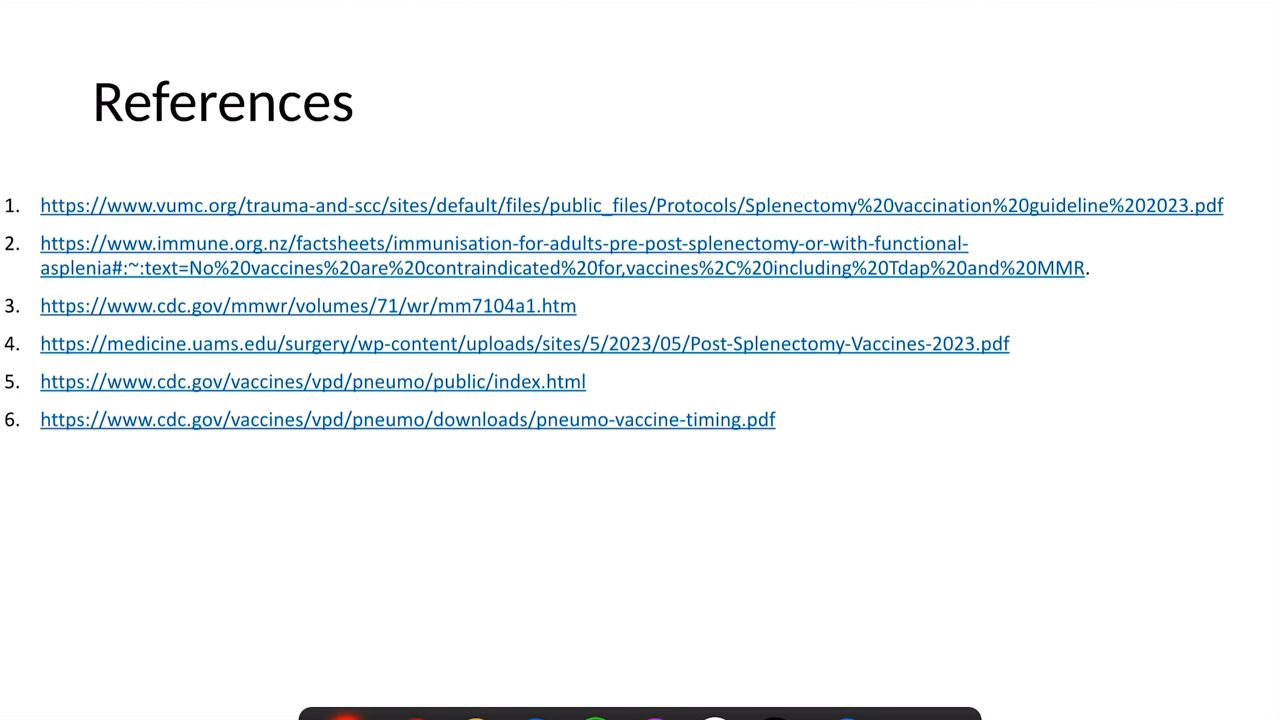 References
1. https://www.vumc.org/trauma-and-scc/sites/default/files/public_files/Protocols/Splenectomy%20vaccination%20guideline%202023.pdf
2. https://www.immune.org.nz/factsheets/immunisation-for-adults-pre-post-splenectomy-or-with-functional-
asplenia#:~:text=No%20vaccines%20are%20contraindicated%20for,vaccines%2C%20including%20Tdap%20and%20MMR.
3. https://www.cdc.gov/mmwr/volumes/71/wr/mm7104a1.htm
4. https://medicine.uams.edu/surgery/wp-content/uploads/sites/5/2023/05/Post-Splenectomy-Vaccines-2023.pdf
5. https://www.cdc.gov/vaccines/vpd/pneumo/public/index.html
6. https://www.cdc.gov/vaccines/vpd/pneumo/downloads/pneumo-vaccine-timing.pdf